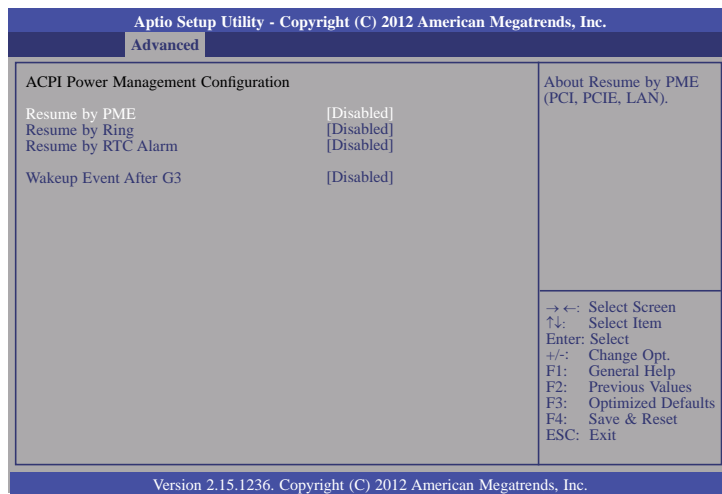 Aptio Setup Utility - Copyright (C) 2012 American Megatrends, Inc.
Advanced
ACPI Power Management Configuration
Resume by PME [Disabled]
Resume by Ring [Disabled]
Resume by RTC Alarm [Disabled]
Wakeup Event After G3 [Disabled]
About Resume by PME
(PCI, PCIE, LAN).
→←: Select Screen
↑↓: Select Item
Enter: Select
+/-: Change Opt.
F1: General Help
F2: Previous Values
F3: Optimized Defaults
F4: Save & Reset
ESC: Exit
Version 2.15.1236. Copyright (C) 2012 American Megatrends, Inc.